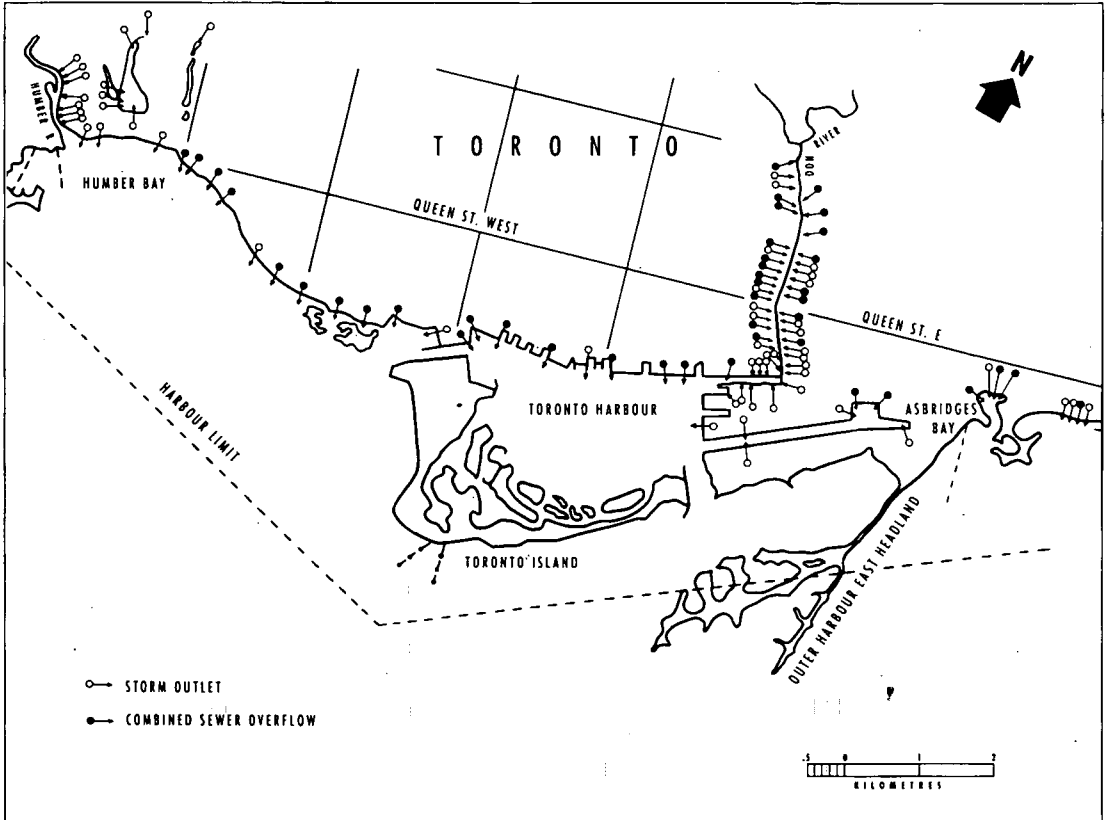 N
HUMBER R.
TORONTO
DON RIVER
HUMBER BAY
QUEEN ST. WEST
QUEEN ST. E
HARBOUR LIMIT
TORONTO HARBOUR
ASBRIDGES
BAY
TORONTO ISLAND
OUTER HARBOUR EAST HEADLAND
STORM OUTLET
COMBINED SEWER OVERFLOW
.5 0 1 2
KILOMETRES